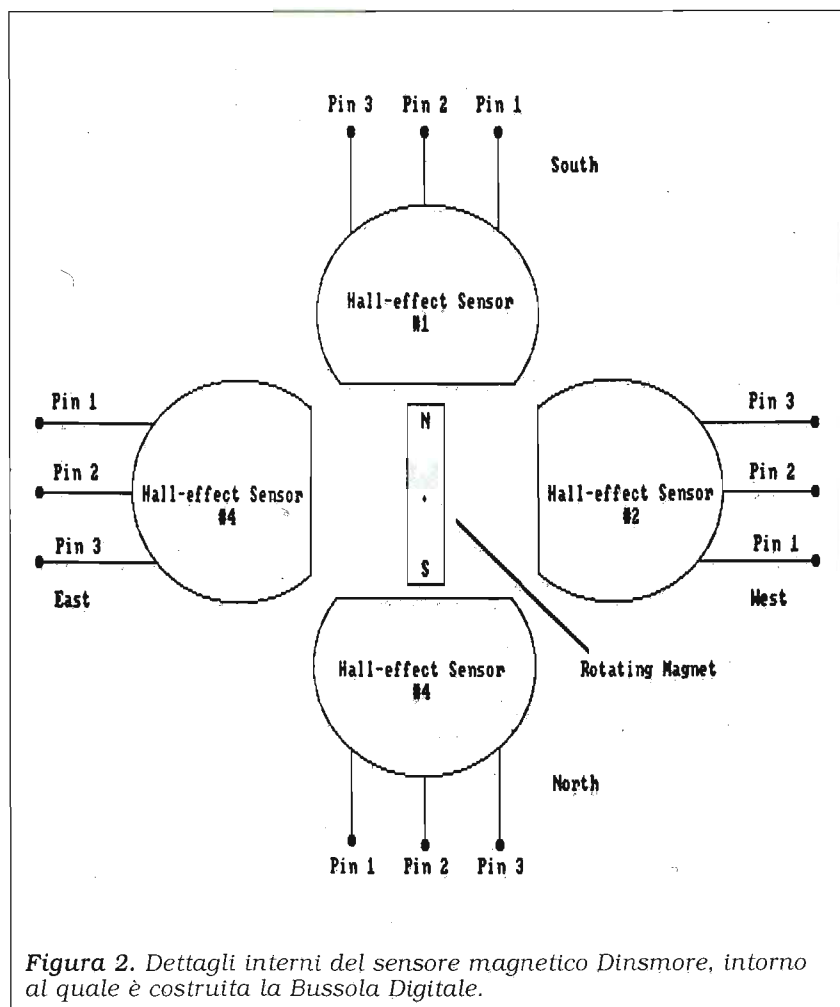 Pin 3 Pin 2 Pin 1
South
Hall-effect Sensor
#1
Pin 1
Pin 2
Pin 3
East
Hall-effect Sensor
#4
N
S
Hall-effect Sensor
#2
Pin 3
Pin 2
Pin 1
West
Hall-effect Sensor
#4
Rotating Magnet
North
Pin 1 Pin 2 Pin 3
Figura 2. Dettagli interni del sensore magnetico Dinsmore, intorno
al quale è costruita la Bussola Digitale.